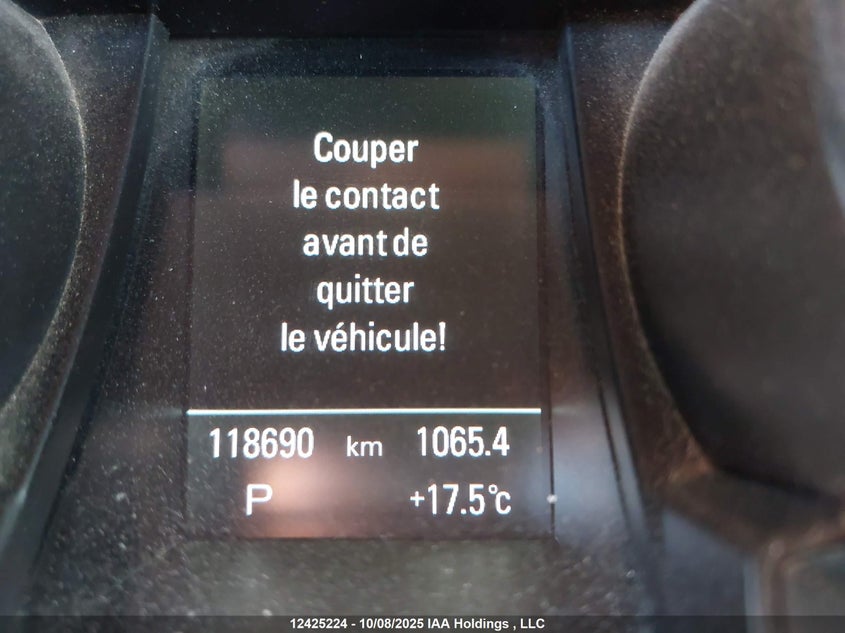 Couper
le contact
avant de
quitter
le véhicule!
118690 km 1065.4
P +17.5°c
12425224 - 10/08/2025 IAA Holdings , LLC